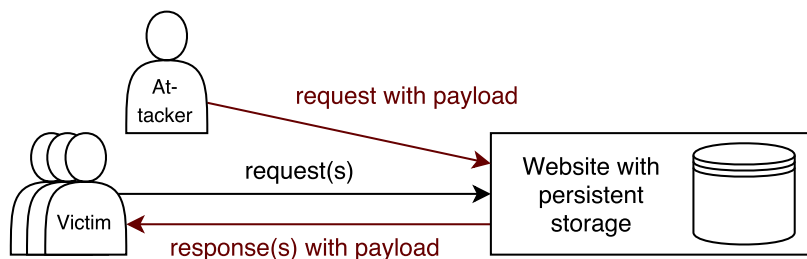 At-
tacker
request with payload
request(s)
Victim
Website with
persistent
storage
response(s) with payload